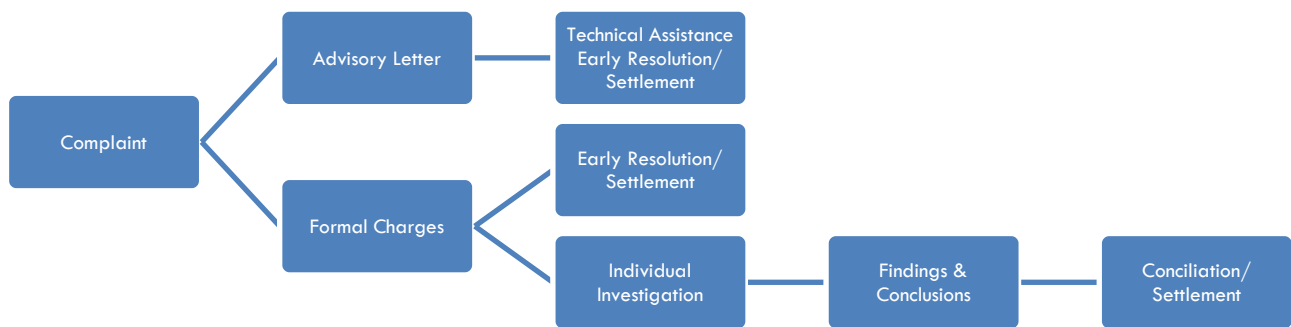 Complaint
Advisory Letter
Technical Assistance
Early Resolution/
Settlement
Formal Charges
Early Resolution/
Settlement
Individual
Investigation
Findings &
Conclusions
Conciliation/
Settlement